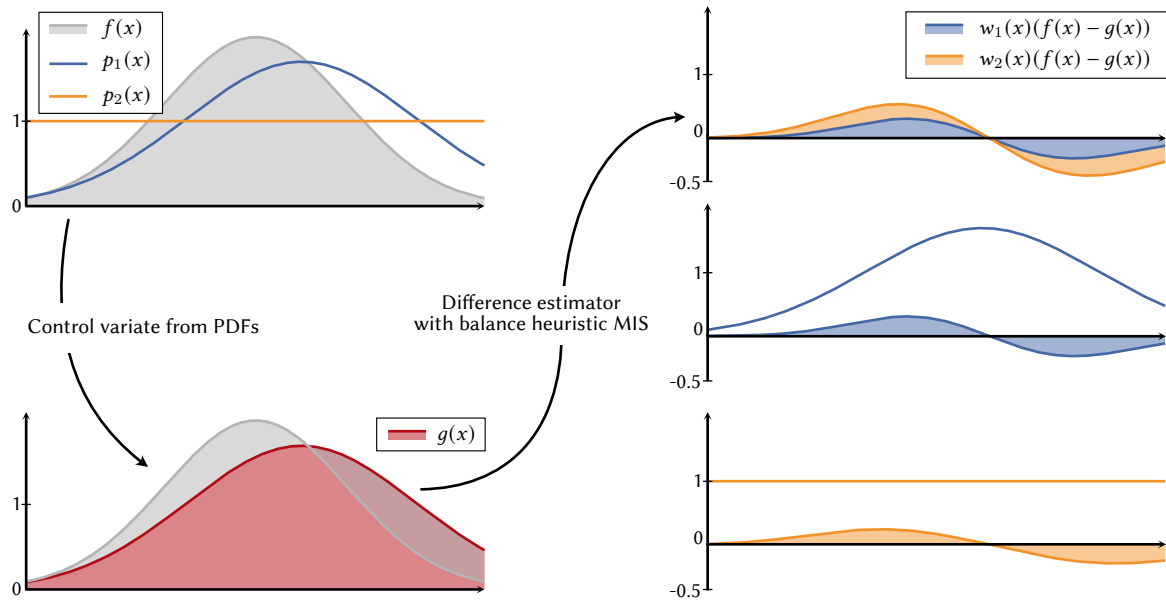 f(x)
p₁(x)
p₂(x)
1
0
Control variate from PDFs
g(x)
1
0
Difference estimator
with balance heuristic MIS
w₁(x)(f(x) − g(x))
w₂(x)(f(x) − g(x))
1
0
-0.5
1
0
-0.5
1
0
-0.5